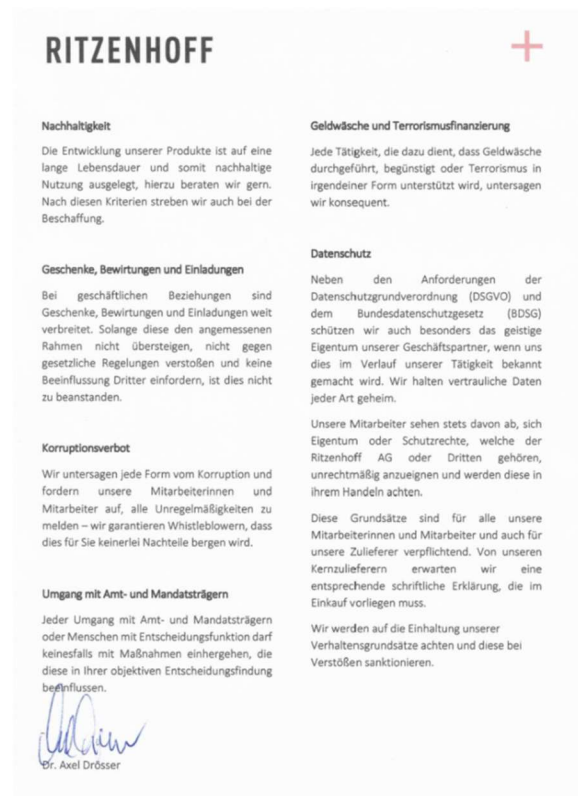 RITZENHOFF
Nachhaltigkeit
Die Entwicklung unserer Produkte ist auf eine
lange Lebensdauer und somit nachhaltige
Nutzung ausgelegt, hierzu beraten wir gern.
Nach diesen Kriterien streben wir auch bei der
Beschaffung.
Geschenke, Bewirtungen und Einladungen
Bei geschäftlichen Beziehungen sind
Geschenke, Bewirtungen und Einladungen weit
verbreitet. Solange diese den angemessenen
Rahmen nicht übersteigen, nicht gegen
gesetzliche Regelungen verstoßen und keine
Beeinflussung Dritter einfordern, ist dies nicht
zu beanstanden.
Korruptionsverbot
Wir untersagen jede Form vom Korruption und
fordern unsere Mitarbeiterinnen und
Mitarbeiter auf, alle Unregelmäßigkeiten zu
melden – wir garantieren Whistleblowern, dass
dies für Sie keinerlei Nachteile bergen wird.
Umgang mit Amt- und Mandatsträgern
Jeder Umgang mit Amt- und Mandatsträgern
oder Menschen mit Entscheidungsfunktion darf
keinesfalls mit Maßnahmen einhergehen, die
diese in Ihrer objektiven Entscheidungsfindung
beeinflussen.
Dr. Axel Drösser
Geldwäsche und Terrorismusfinanzierung
Jede Tätigkeit, die dazu dient, dass Geldwäsche
durchgeführt, begünstigt oder Terrorismus in
irgendeiner Form unterstützt wird, untersagen
wir konsequent.
Datenschutz
Neben den Anforderungen der
Datenschutzgrundverordnung (DSGVO) und
dem Bundesdatenschutzgesetz (BDSG)
schützen wir auch besonders das geistige
Eigentum unserer Geschäftspartner, wenn uns
dies im Verlauf unserer Tätigkeit bekannt
gemacht wird. Wir halten vertrauliche Daten
jeder Art geheim.
Unsere Mitarbeiter sehen stets davon ab, sich
Eigentum oder Schutzrechte, welche der
Ritzenhoff AG oder Dritten gehören,
unrechtmäßig anzueignen und werden diese in
ihrem Handeln achten.
Diese Grundsätze sind für alle unsere
Mitarbeiterinnen und Mitarbeiter und auch für
unsere Zulieferer verpflichtend. Von unseren
Kernzulieferern erwarten wir eine
entsprechende schriftliche Erklärung, die im
Einkauf vorliegen muss.
Wir werden auf die Einhaltung unserer
Verhaltensgrundsätze achten und diese bei
Verstößen sanktionieren.